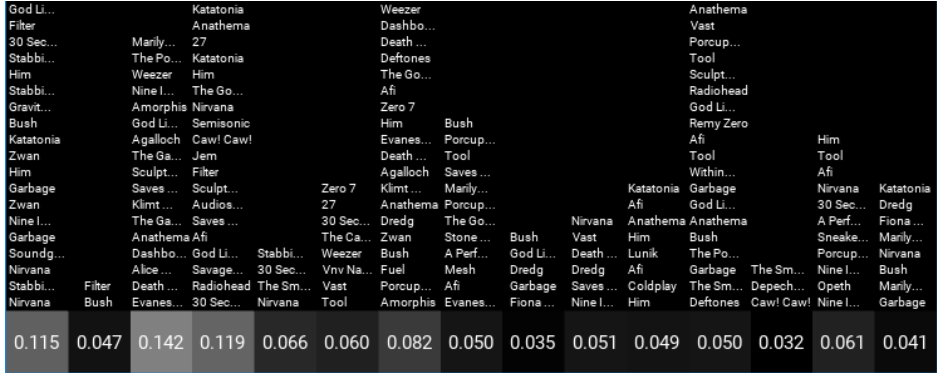 God Li... Katatonia Weezer Anathema
Filter Anathema Dashbo... Vast
30 Sec... Marily... 27 Death ... Porcup...
Stabbi... The Po... Katatonia Deftones Tool
Him Weezer Him The Go... Sculpt...
Stabbi... Nine I... The Go... Afi Radiohead
Gravit... Amorphis Nirvana Zero 7 God Li...
Bush God Li... Semisonic Him Bush Remy Zero
Katatonia Agalloch Caw! Caw! Evanes... Porcup... Afi Him
Zwan The Ga... Jem Death ... Tool Tool Tool
Him Sculpt... Filter Agalloch Saves ... Within... Afi
Garbage Saves ... Sculpt... Zero 7 Klimt ... Marily... Katatonia Garbage Nirvana Katatonia
Zwan Klimt ... Audios... 27 Anathema Porcup... Afi God Li... 30 Sec... Dredg
Nine I... The Ga... Saves ... 30 Sec... Dredg The Go... Nirvana Anathema Anathema A Perf... Fiona ...
Garbage Anathema Afi The Ca... Zwan Stone ... Bush Vast Him Bush Sneake... Marily...
Soundg... Dashbo... God Li... Stabbi... Weezer Bush A Perf... God Li... Death ... Lunik The Po... Porcup... Nirvana
Nirvana Alice ... Savage... 30 Sec... Vnv Na... Fuel Mesh Dredg Dredg Afi Garbage The Sm... Nine I... Bush
Stabbi... Filter Death ... Radiohead The Sm... Vast Porcup... Afi Garbage Saves ... Coldplay The Sm... Depech... Opeth Marily...
Nirvana Bush Evanes... 30 Sec... Nirvana Tool Amorphis Evanes... Fiona ... Nine I... Him Deftones Caw! Caw! Nine I... Garbage
0.115 0.047 0.142 0.119 0.066 0.060 0.082 0.050 0.035 0.051 0.049 0.050 0.032 0.061 0.041